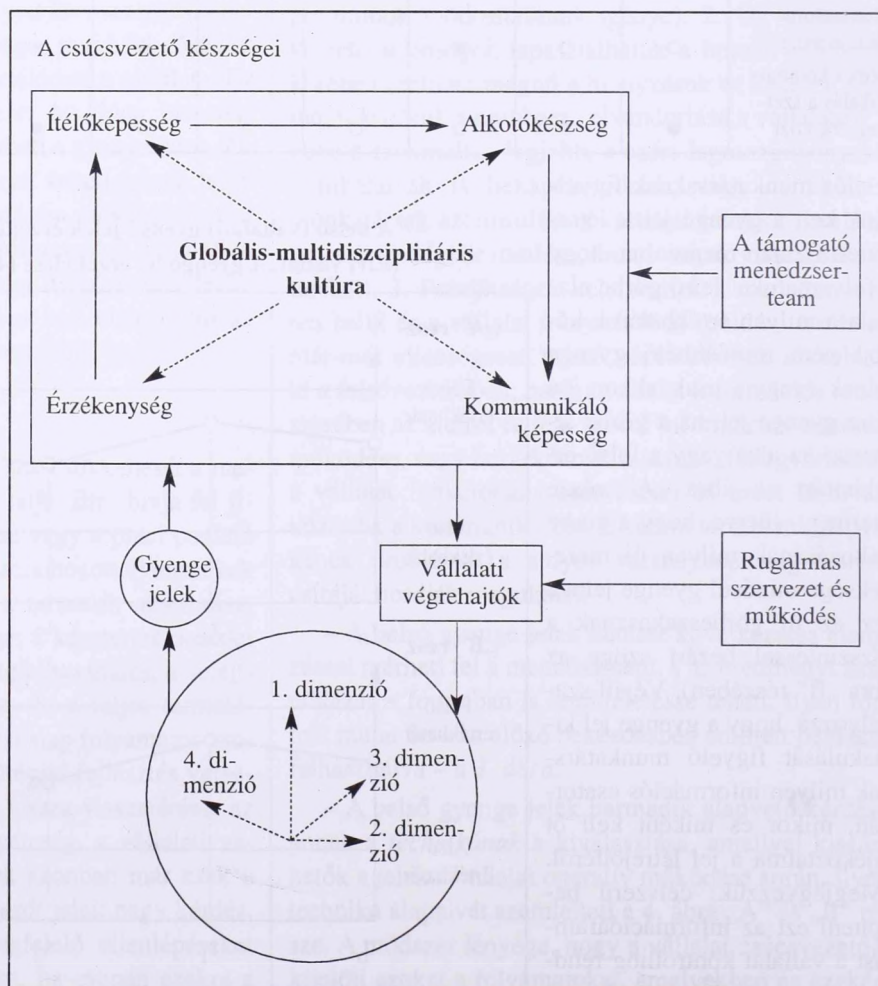 A csúcsvezető készségei
Ítélőképesség
Alkotókészség
Globális-multidiszciplináris
kultúra
A támogató
menedzser-
team
Érzékenység
Kommunikáló
képesség
Gyenge
jelek
Vállalati
végrehajtók
Rugalmas
szervezet és
működés
1. dimenzió
4. di-
menzió
3. dimen-
zió
2. dimen-
zió